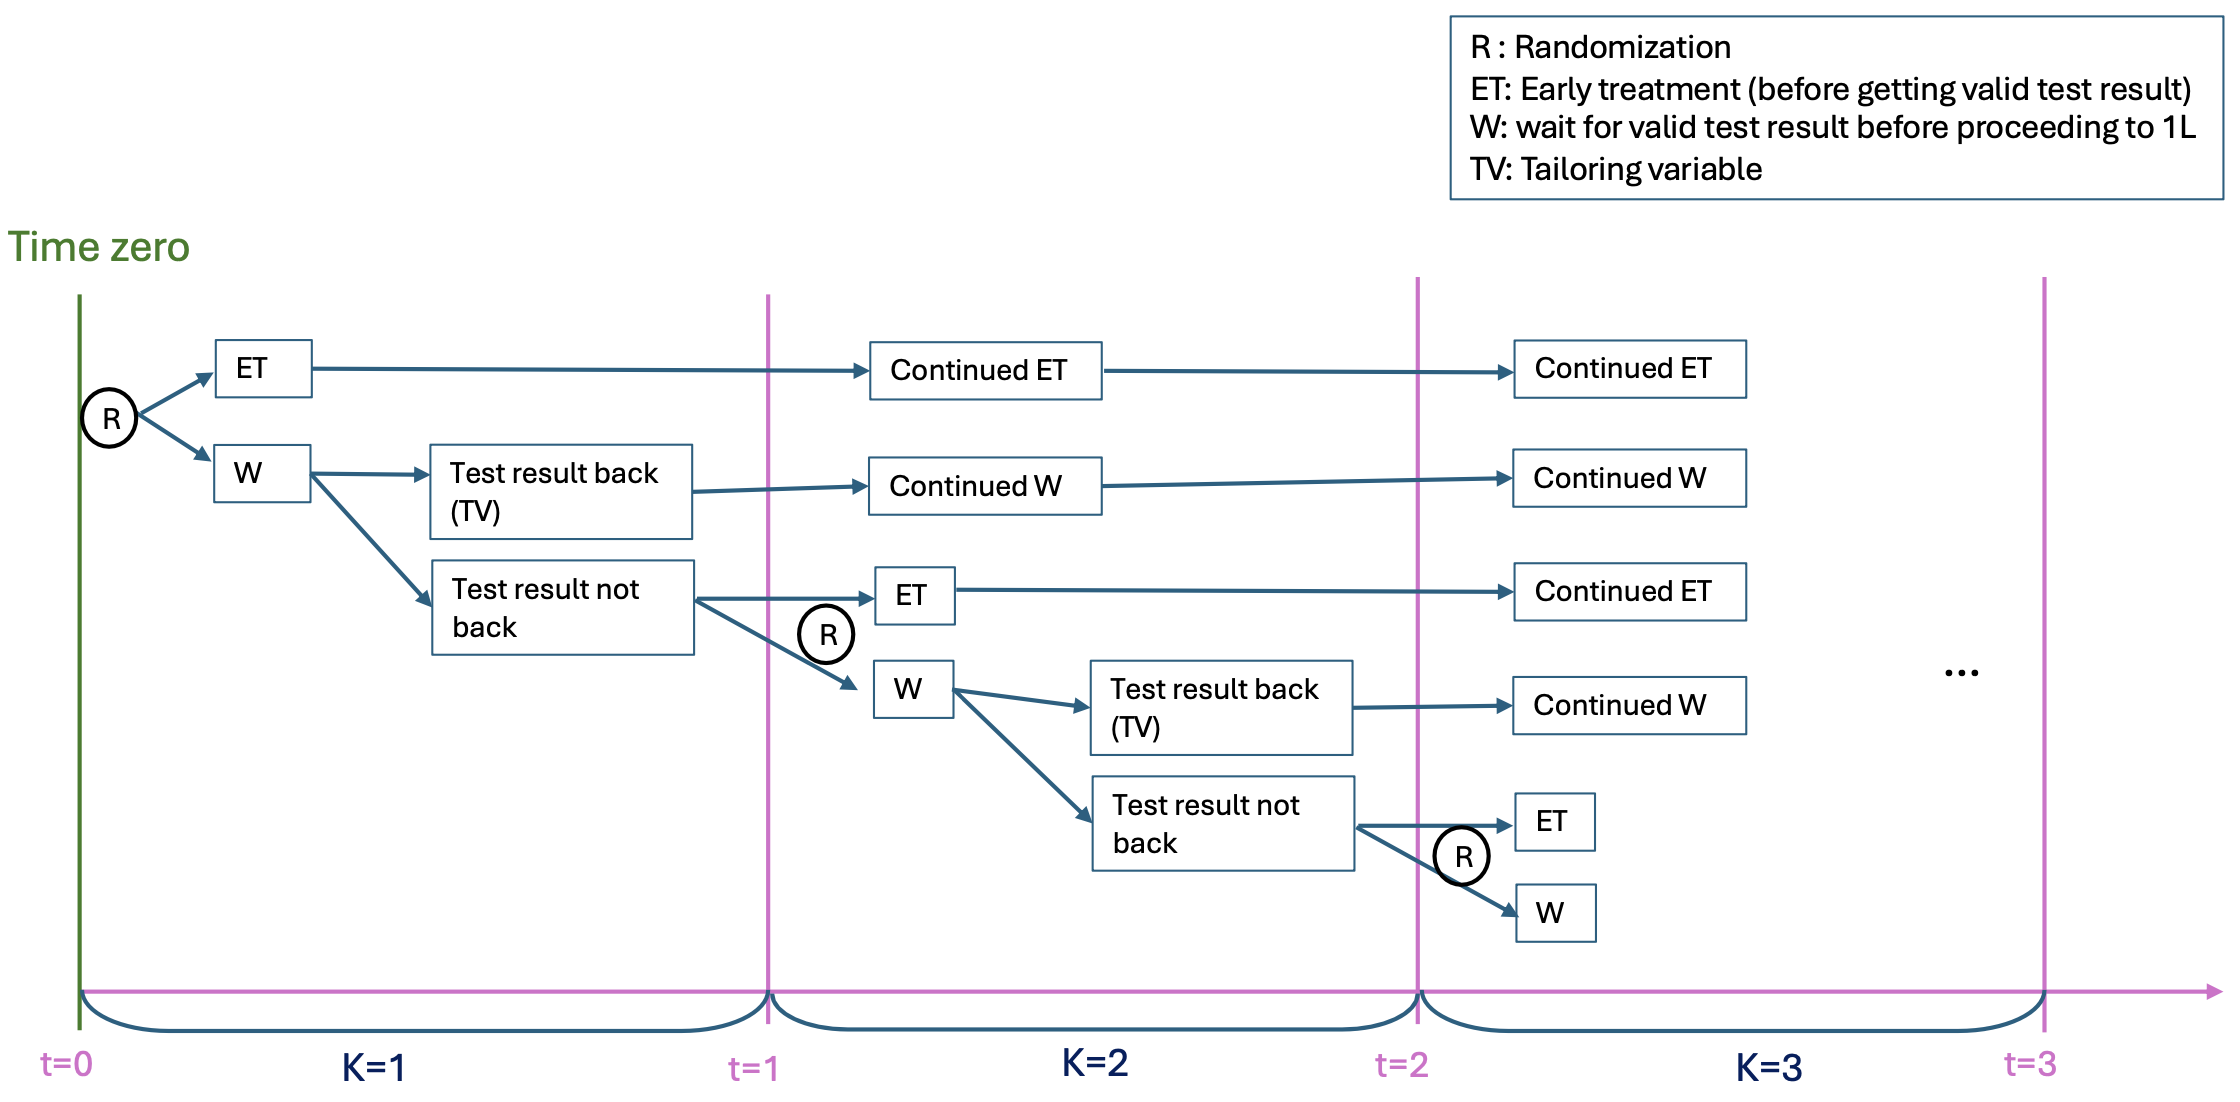 R : Randomization
ET: Early treatment (before getting valid test result)
W: wait for valid test result before proceeding to 1L
TV: Tailoring variable
Time zero
R
ET
W
Test result back
(TV)
Test result not
back
R
Continued ET
Continued W
ET
W
Test result back
(TV)
Test result not
back
R
Continued ET
Continued W
Continued ET
Continued W
ET
W
...
t=0
K=1
t=1
K=2
t=2
K=3
t=3